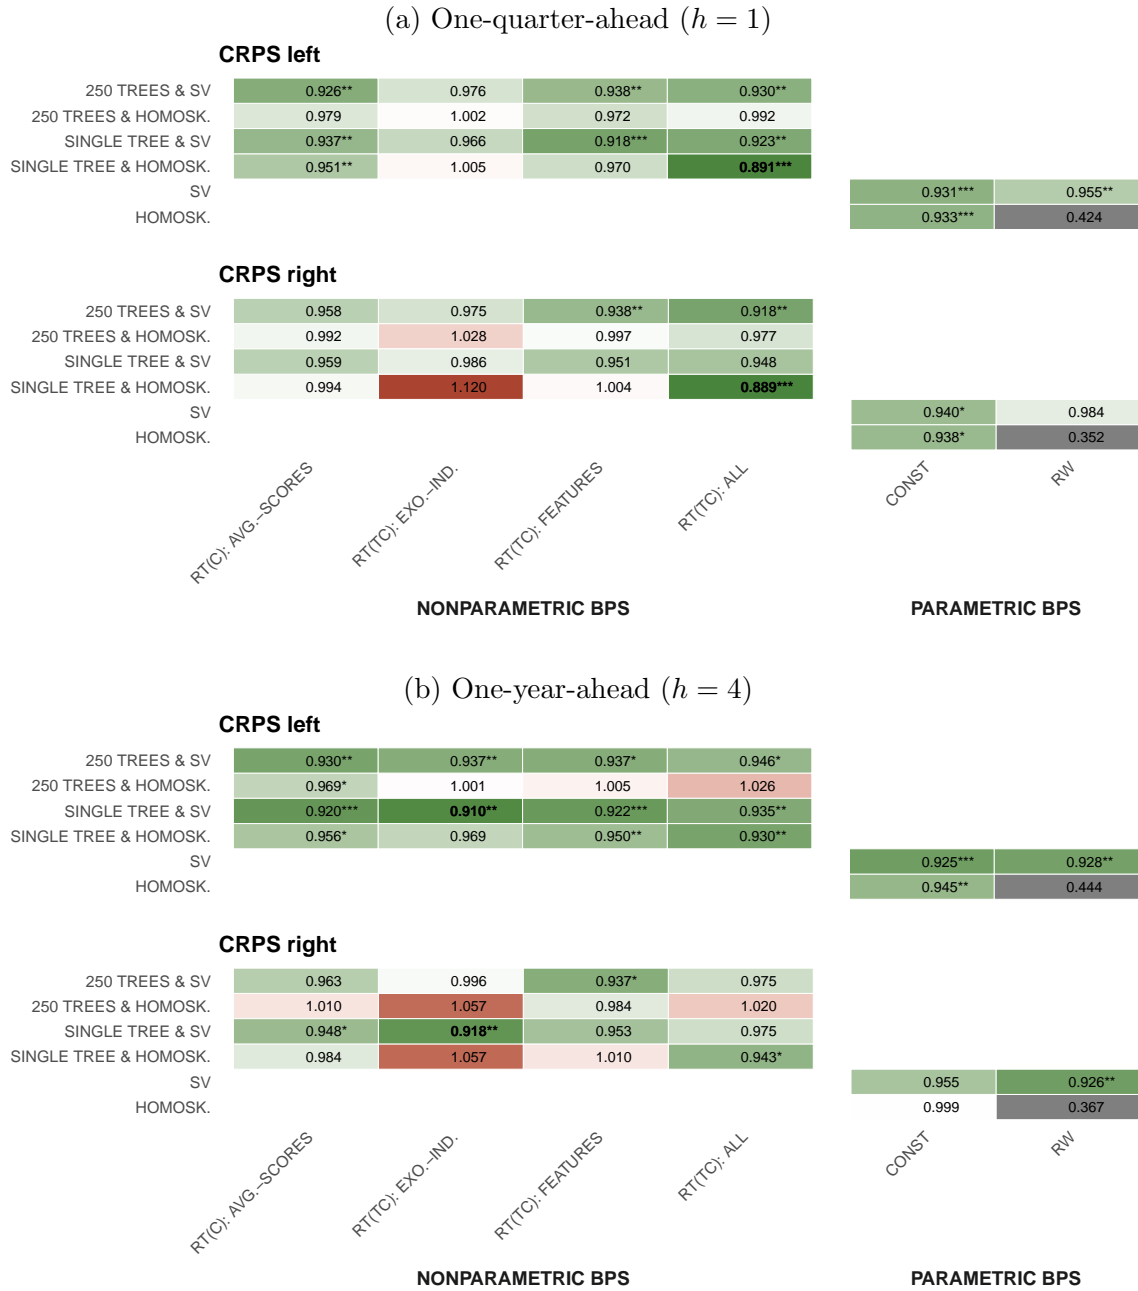 (a) One-quarter-ahead (h = 1)
CRPS left
250 TREES & SV 0.926** 0.976 0.938** 0.930**
250 TREES & HOMOSK. 0.979 1.002 0.972 0.992
SINGLE TREE & SV 0.937** 0.966 0.918*** 0.923**
SINGLE TREE & HOMOSK. 0.951** 1.005 0.970 0.891***
SV 0.931*** 0.955**
HOMOSK. 0.933*** 0.424
CRPS right
250 TREES & SV 0.958 0.975 0.938** 0.918**
250 TREES & HOMOSK. 0.992 1.028 0.997 0.977
SINGLE TREE & SV 0.959 0.986 0.951 0.948
SINGLE TREE & HOMOSK. 0.994 1.120 1.004 0.889***
SV 0.940* 0.984
HOMOSK. 0.938* 0.352
RT(C): AVG.−SCORES RT(TC): EXO.−IND. RT(TC): FEATURES RT(TC): ALL CONST RW
NONPARAMETRIC BPS PARAMETRIC BPS
(b) One-year-ahead (h = 4)
CRPS left
250 TREES & SV 0.930** 0.937** 0.937* 0.946*
250 TREES & HOMOSK. 0.969* 1.001 1.005 1.026
SINGLE TREE & SV 0.920*** 0.910** 0.922*** 0.935**
SINGLE TREE & HOMOSK. 0.956* 0.969 0.950** 0.930**
SV 0.925*** 0.928**
HOMOSK. 0.945** 0.444
CRPS right
250 TREES & SV 0.963 0.996 0.937* 0.975
250 TREES & HOMOSK. 1.010 1.057 0.984 1.020
SINGLE TREE & SV 0.948* 0.918** 0.953 0.975
SINGLE TREE & HOMOSK. 0.984 1.057 1.010 0.943*
SV 0.955 0.926**
HOMOSK. 0.999 0.367
RT(C): AVG.−SCORES RT(TC): EXO.−IND. RT(TC): FEATURES RT(TC): ALL CONST RW
NONPARAMETRIC BPS PARAMETRIC BPS